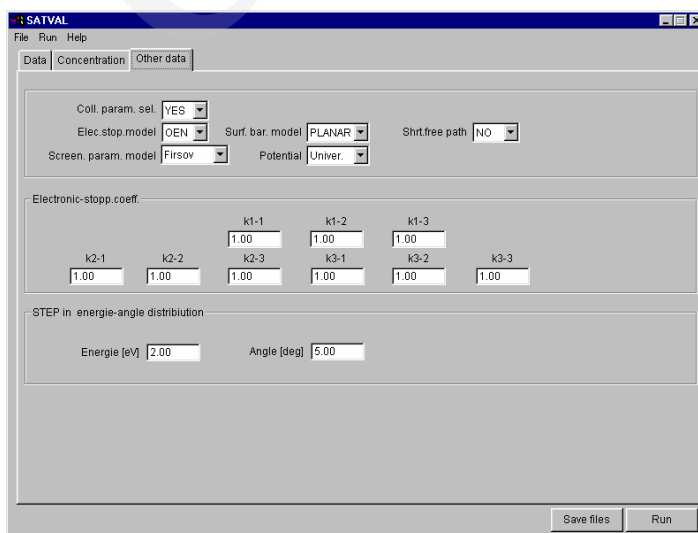 SATVAL
File Run Help
Data Concentration Other data
Coll. param. sel. YES
Elec.stop.model OEN Surf. bar. model PLANAR Shrt.free path NO
Screen. param. model Firsov Potential Univer.
Electronic-stopp.coeff.
k1-1 k1-2 k1-3
1.00 1.00 1.00
k2-1 k2-2 k2-3 k3-1 k3-2 k3-3
1.00 1.00 1.00 1.00 1.00 1.00
STEP in energie-angle distribiution
Energie [eV] 2.00 Angle [deg] 5.00
Save files Run